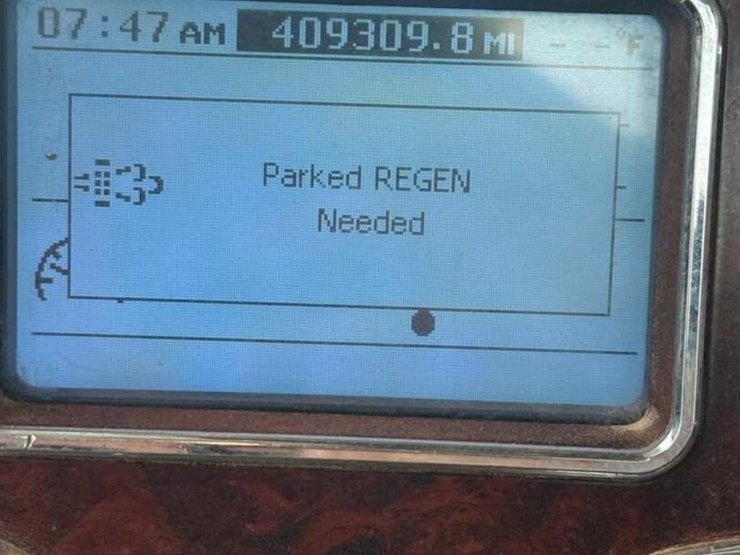 07:47 AM 409309.8 MI - - °F
Parked REGEN
Needed